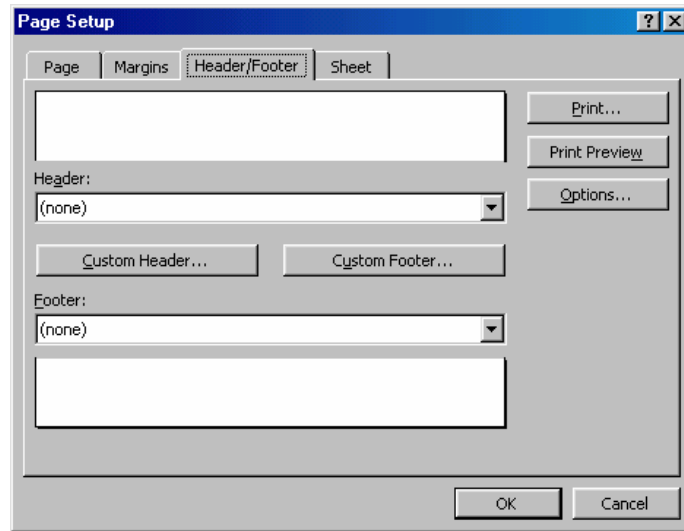 Page Setup
Page Margins Header/Footer Sheet
Print...
Print Preview
Header:
Options...
(none)
Custom Header... Custom Footer...
Footer:
(none)
OK Cancel